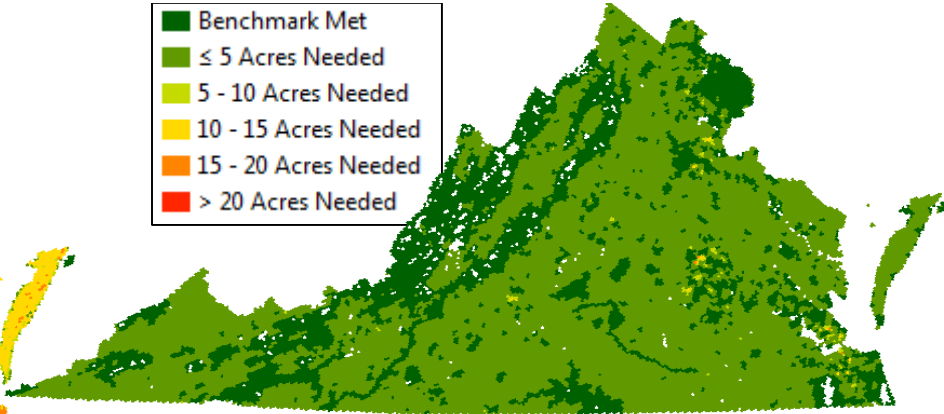 Benchmark Met
≤ 5 Acres Needed
5 - 10 Acres Needed
10 - 15 Acres Needed
15 - 20 Acres Needed
> 20 Acres Needed